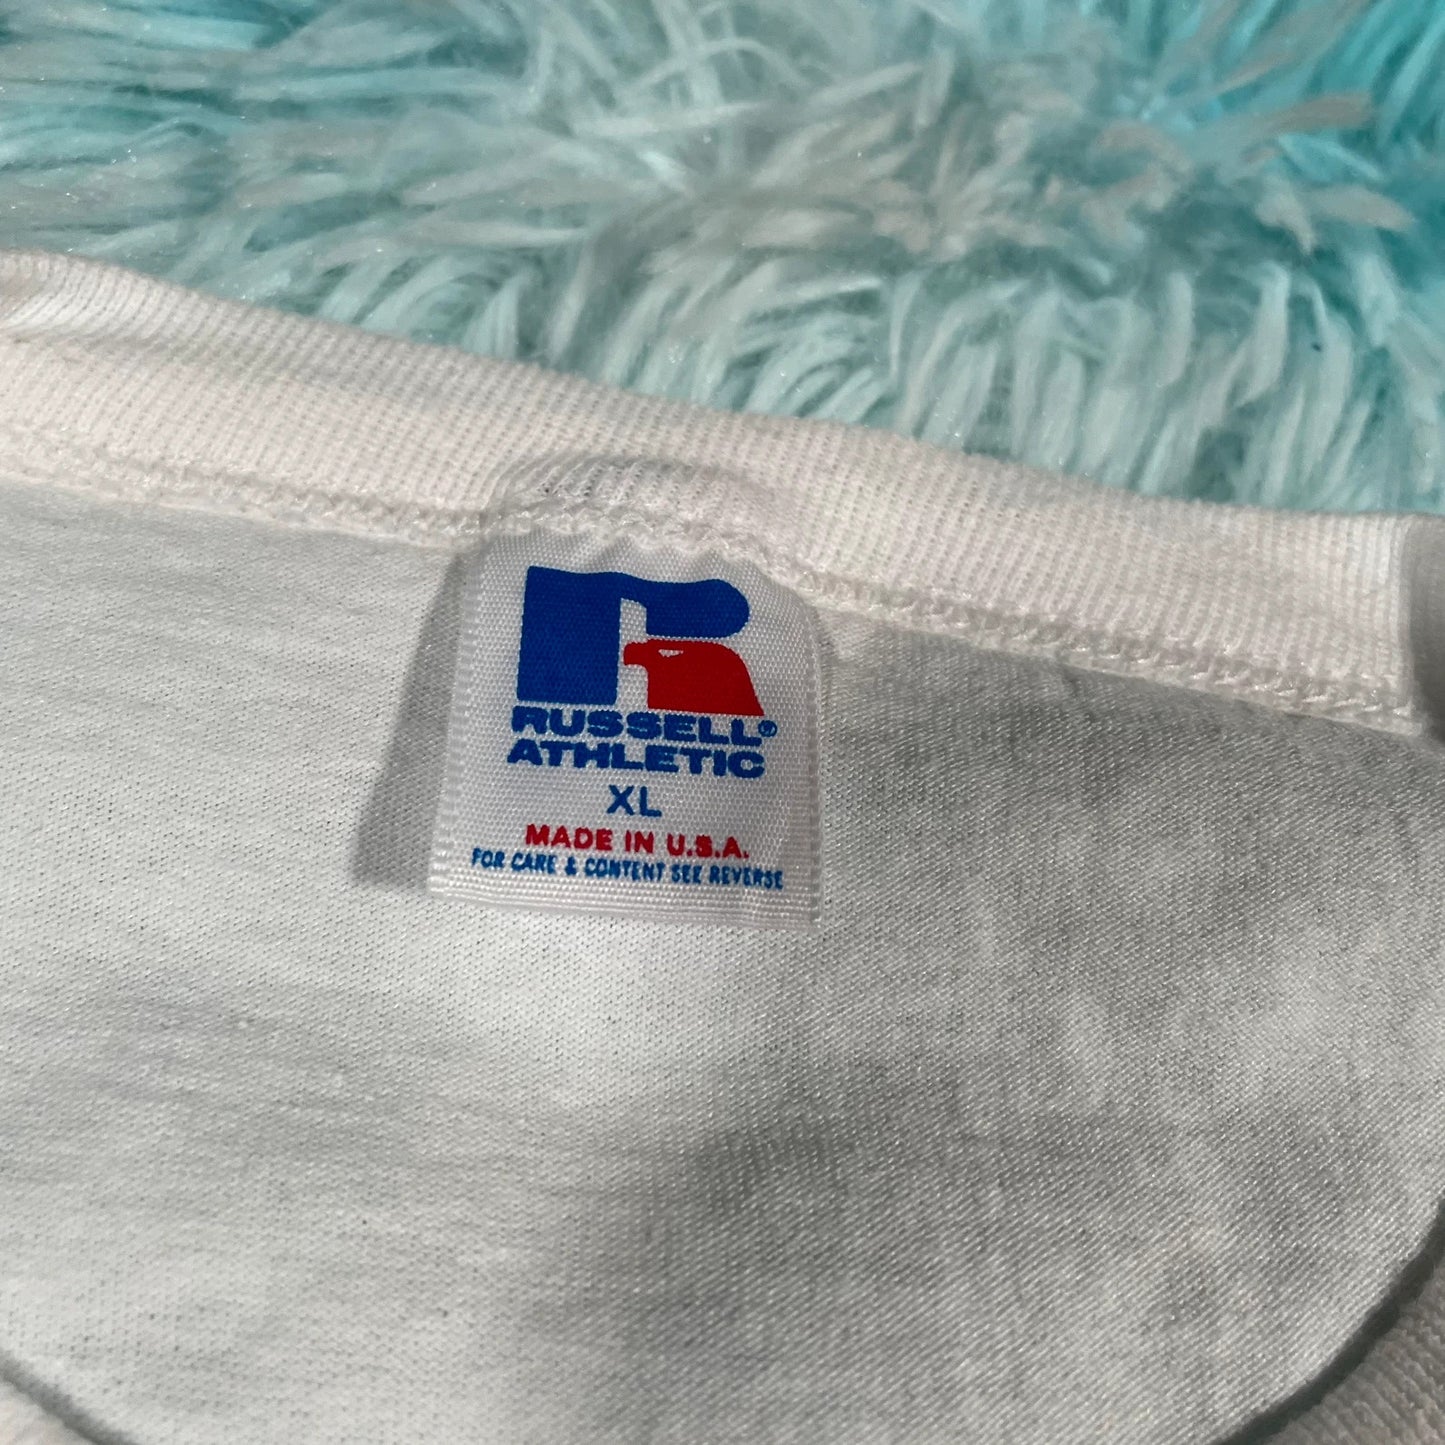 RUSSELL®
ATHLETIC
XL
MADE IN U.S.A.
FOR CARE & CONTENT SEE REVERSE